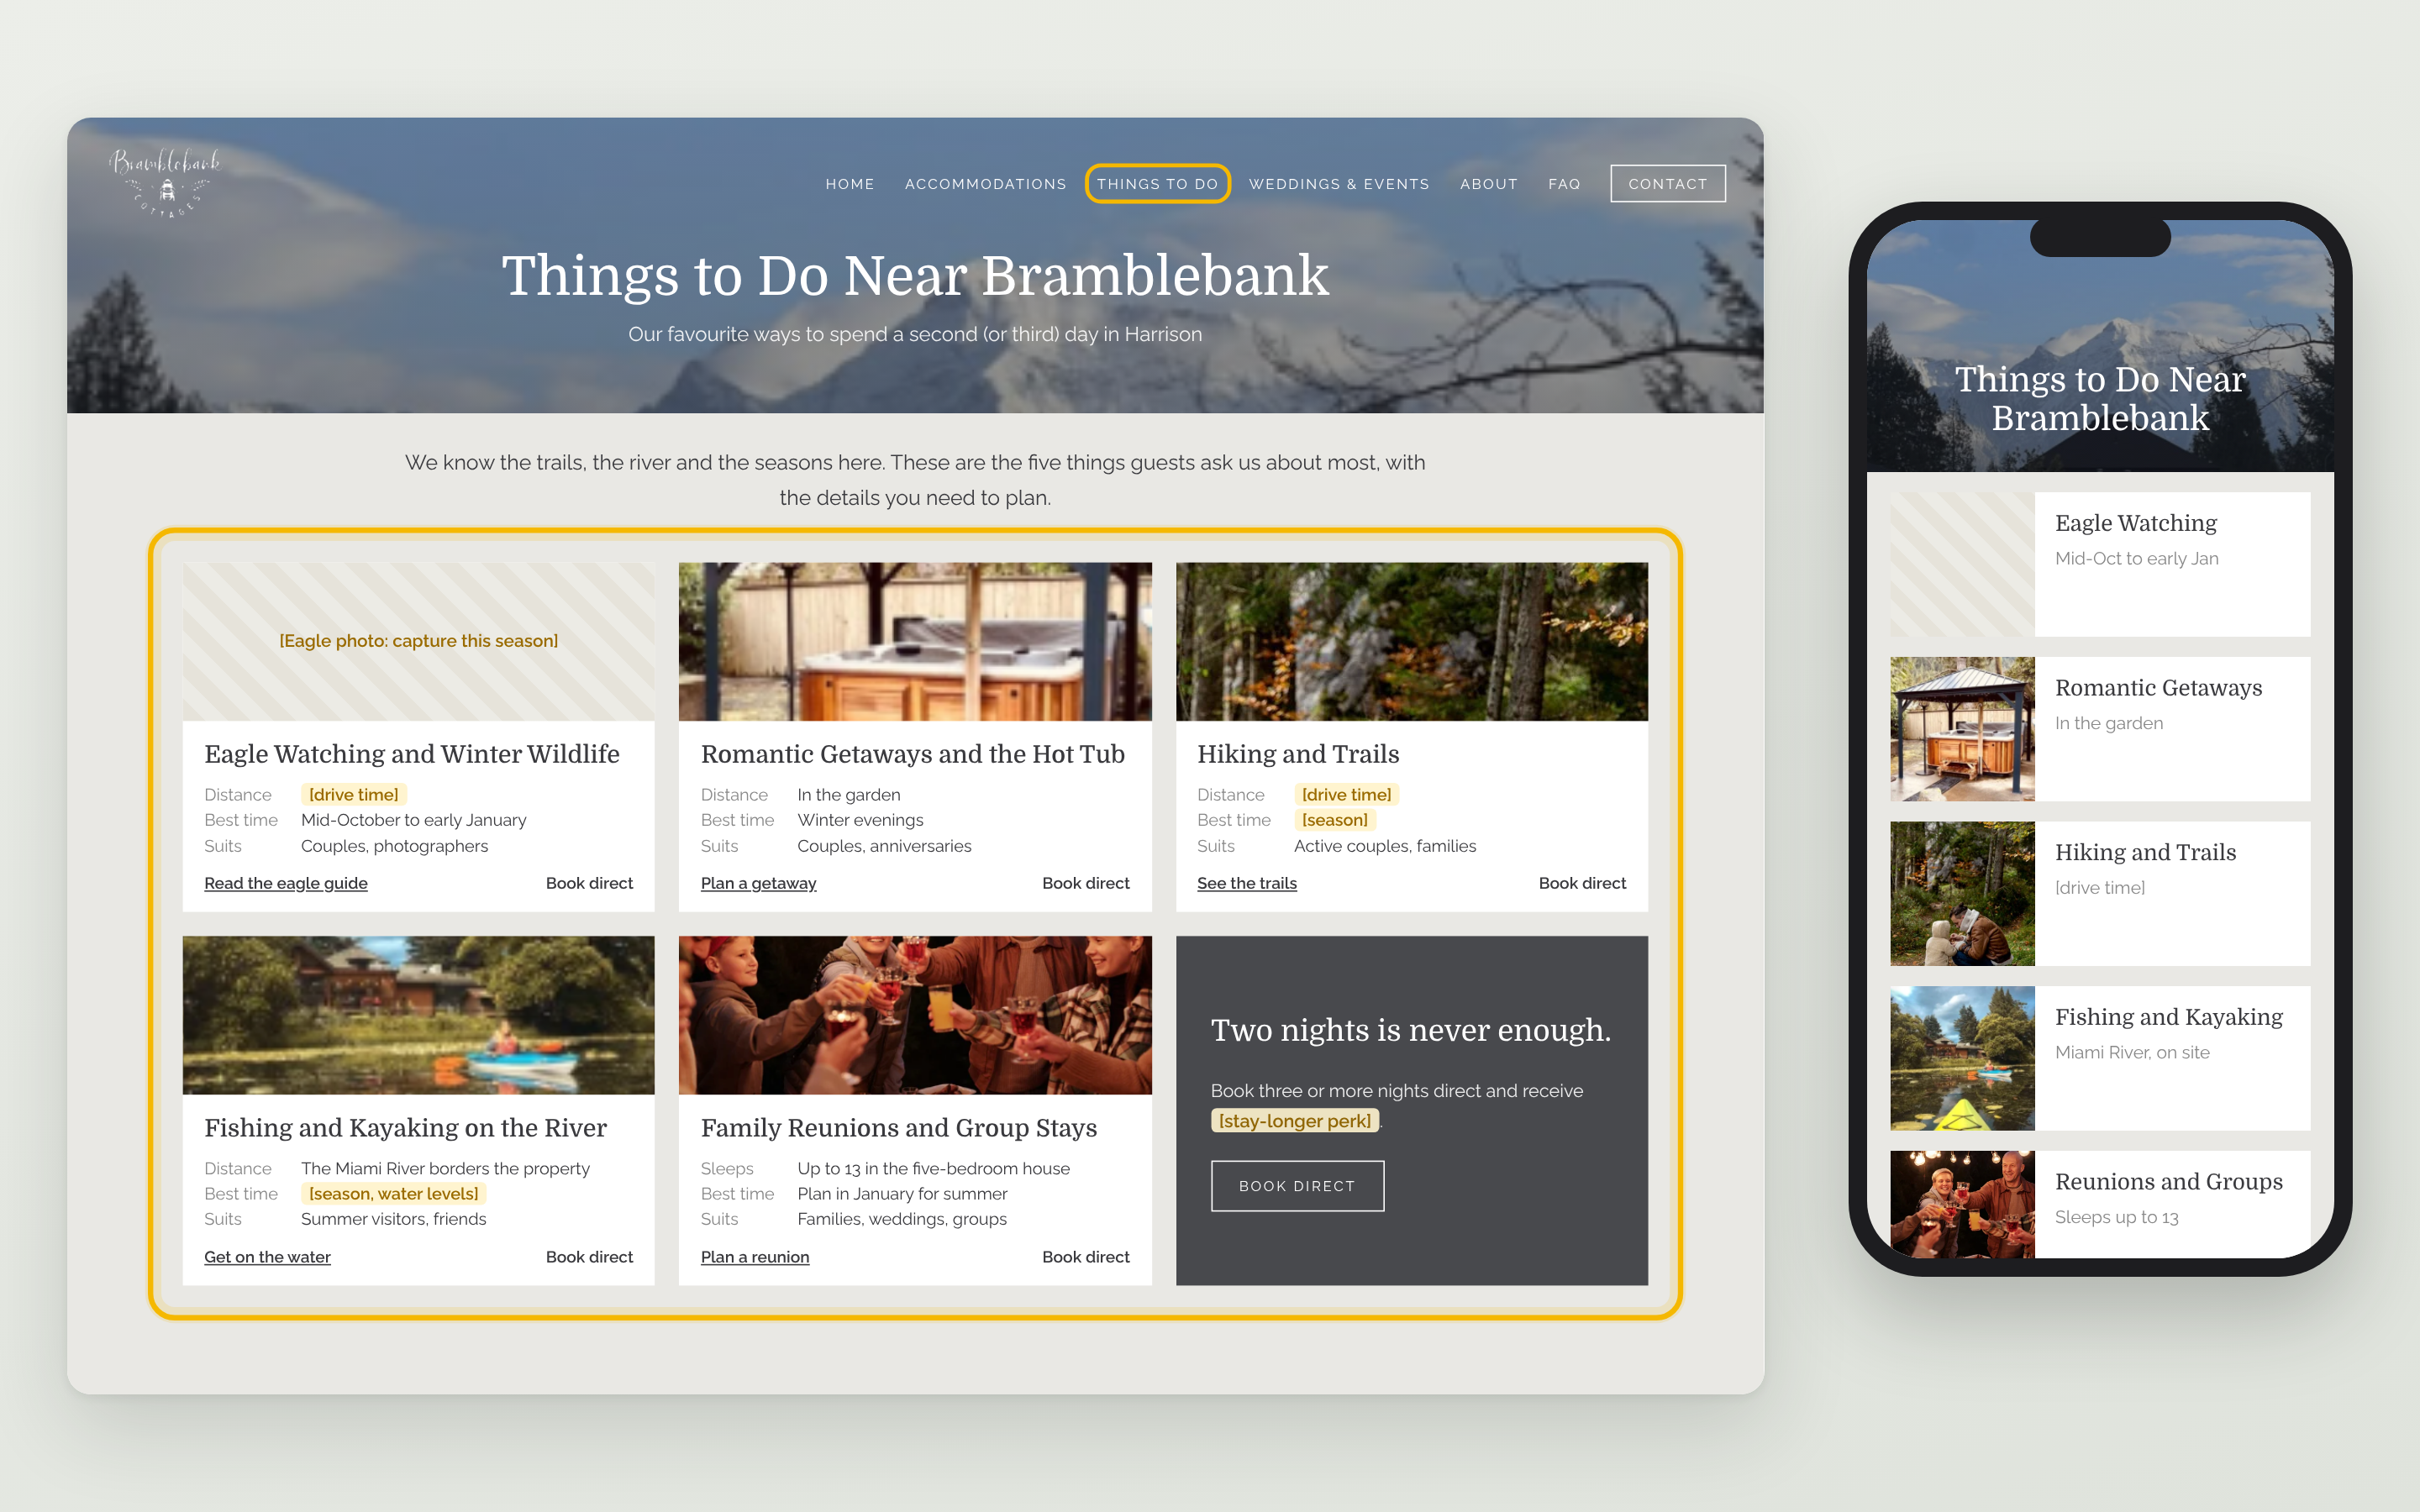 Bramblebank
COTTAGES
HOME
ACCOMMODATIONS
THINGS TO DO
WEDDINGS & EVENTS
ABOUT
FAQ
CONTACT
Things to Do Near Bramblebank
Our favourite ways to spend a second (or third) day in Harrison
We know the trails, the river and the seasons here. These are the five things guests ask us about most, with
the details you need to plan.
[Eagle photo: capture this season]
Eagle Watching and Winter Wildlife
Distance [drive time]
Best time Mid-October to early January
Suits Couples, photographers
Read the eagle guide Book direct
Romantic Getaways and the Hot Tub
Distance In the garden
Best time Winter evenings
Suits Couples, anniversaries
Plan a getaway Book direct
Hiking and Trails
Distance [drive time]
Best time [season]
Suits Active couples, families
See the trails Book direct
Fishing and Kayaking on the River
Distance The Miami River borders the property
Best time [season, water levels]
Suits Summer visitors, friends
Get on the water Book direct
Family Reunions and Group Stays
Sleeps Up to 13 in the five-bedroom house
Best time Plan in January for summer
Suits Families, weddings, groups
Plan a reunion Book direct
Two nights is never enough.
Book three or more nights direct and receive
[stay-longer perk].
BOOK DIRECT
Things to Do Near
Bramblebank
Eagle Watching
Mid-Oct to early Jan
Romantic Getaways
In the garden
Hiking and Trails
[drive time]
Fishing and Kayaking
Miami River, on site
Reunions and Groups
Sleeps up to 13